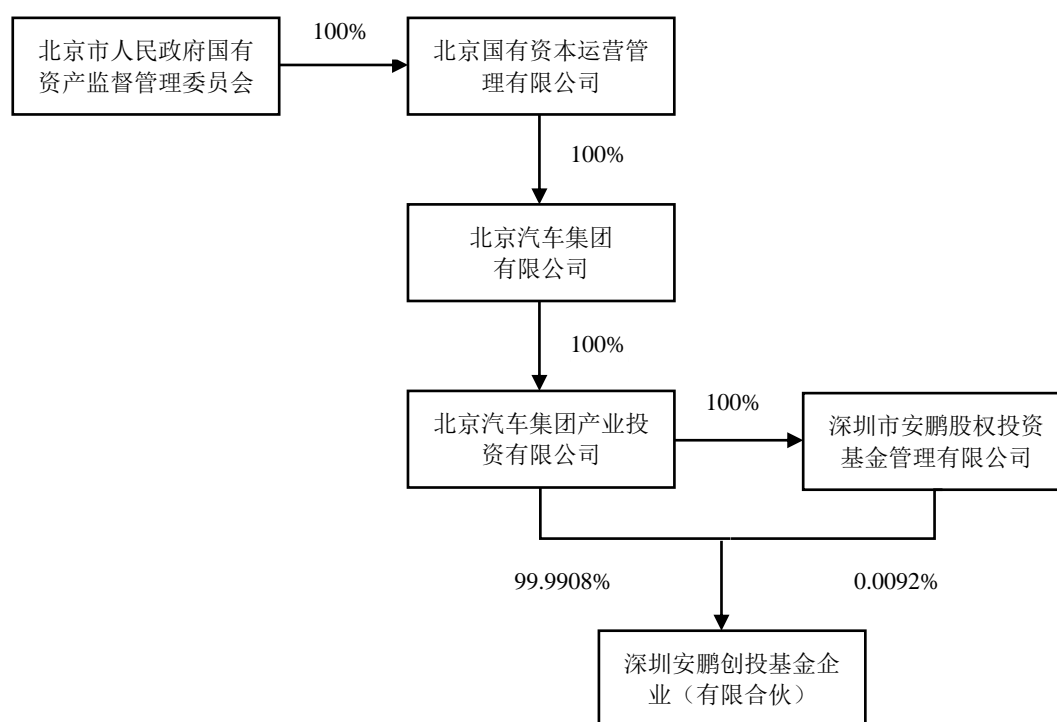 北京市人民政府国有
资产监督管理委员会
100%
北京国有资本运营管
理有限公司
100%
北京汽车集团
有限公司
100%
北京汽车集团产业投
资有限公司
100%
深圳市安鹏股权投资
基金管理有限公司
99.9908%
0.0092%
深圳安鹏创投基金企
业（有限合伙）